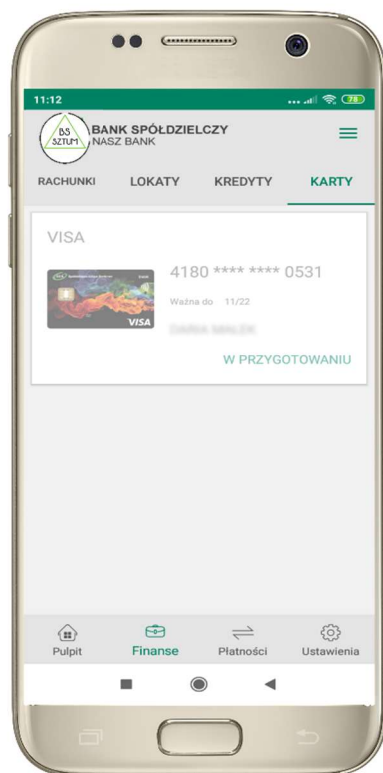 11:12
78
BS
SZTUM
BANK SPÓŁDZIELCZY
NASZ BANK
RACHUNKI LOKATY KREDYTY KARTY
VISA
4180 **** **** 0531
Ważna do 11/22
VISA
W PRZYGOTOWANIU
Pulpit Finanse Płatności Ustawienia